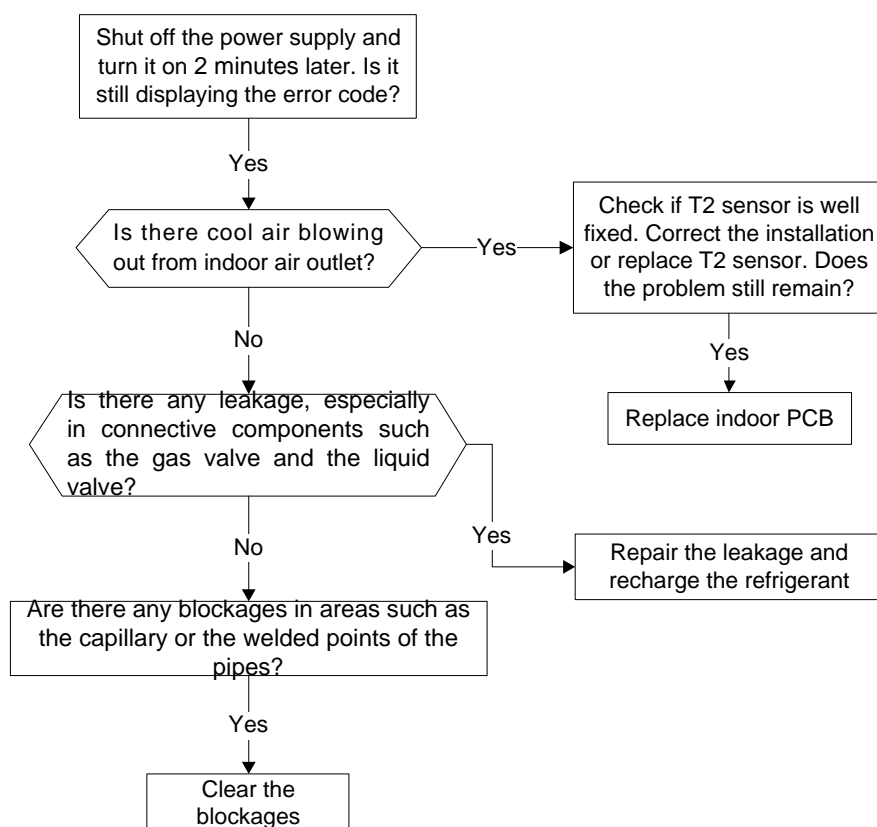 Shut off the power supply and
turn it on 2 minutes later. Is it
still displaying the error code?
Yes
Is there cool air blowing
out from indoor air outlet?
Yes
Check if T2 sensor is well
fixed. Correct the installation
or replace T2 sensor. Does
the problem still remain?
Yes
Replace indoor PCB
No
Is there any leakage, especially
in connective components such
as the gas valve and the liquid
valve?
Yes
Repair the leakage and
recharge the refrigerant
No
Are there any blockages in areas such as
the capillary or the welded points of the
pipes?
Yes
Clear the
blockages